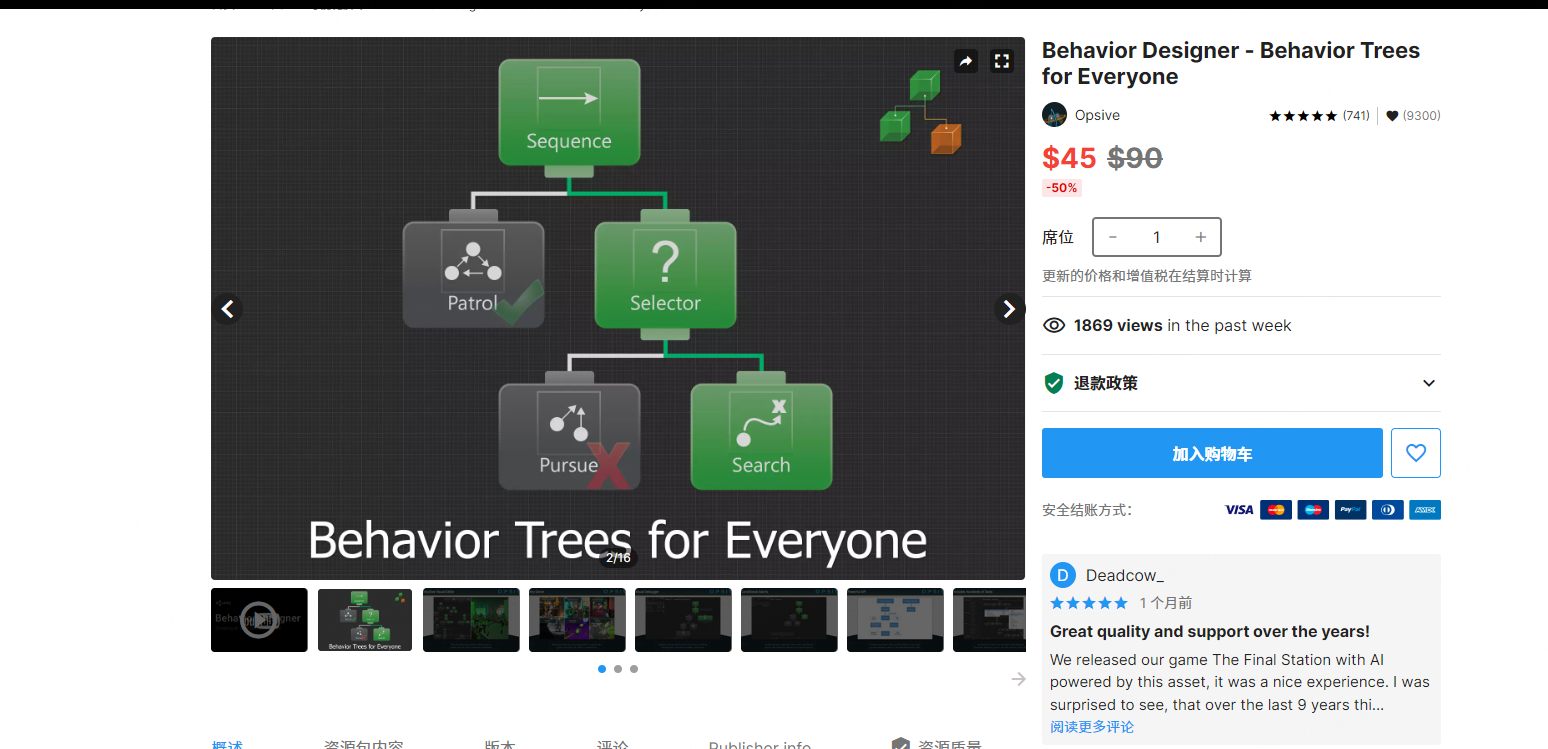 Sequence
Patrol
Selector
Pursue
Search
Behavior Trees for Everyone
2/16
Behavior Trees for Everyone
Behavior Designer - Behavior Trees
for Everyone
Opsive
★★★★★ (741)
(9300)
$45 $90
-50%
席位
- 1 +
更新的价格和增值税在结算时计算
1869 views in the past week
退款政策
加入购物车
安全结账方式：
VISA
PayPal
AMEX
D
Deadcow_
★★★★★ 1 个月前
Great quality and support over the years!
We released our game The Final Station with AI
powered by this asset, it was a nice experience. I was
surprised to see, that over the last 9 years thi...
阅读更多评论
概述
资源包内容
版本
评论
Publisher info
资源质量